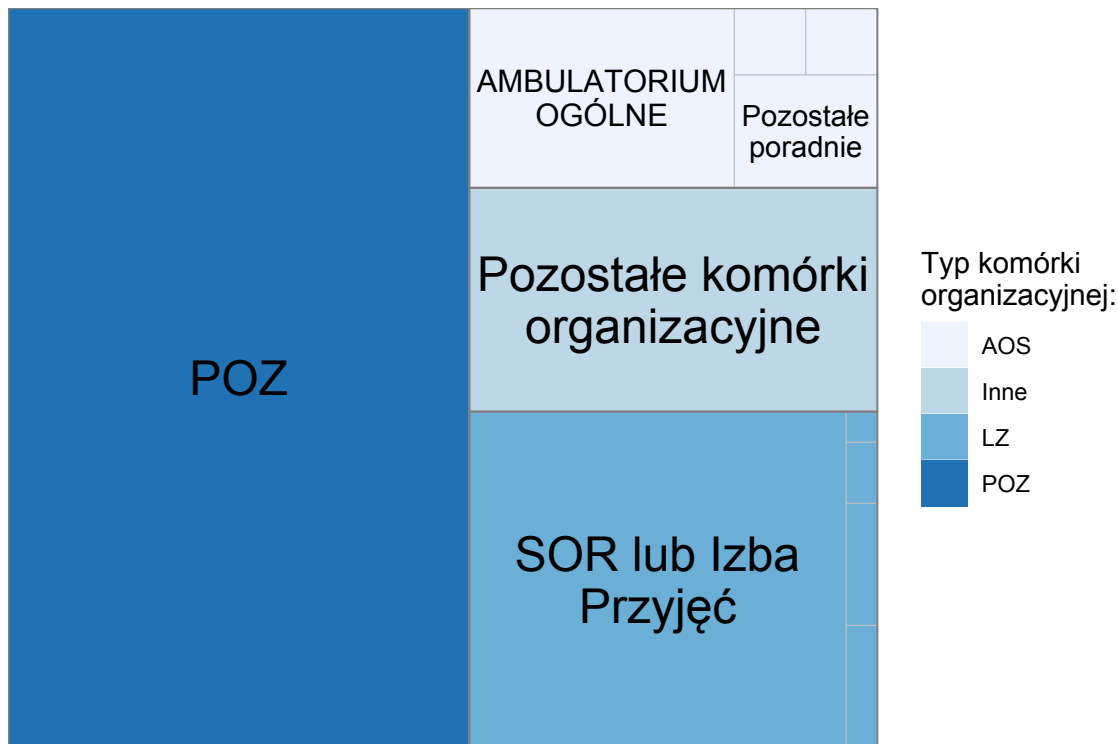 POZ
AMBULATORIUM
OGÓLNE
Pozostałe
poradnie
Pozostałe komórki
organizacyjne
SOR lub Izba
Przyjęć
Typ komórki
organizacyjnej:
AOS
Inne
LZ
POZ